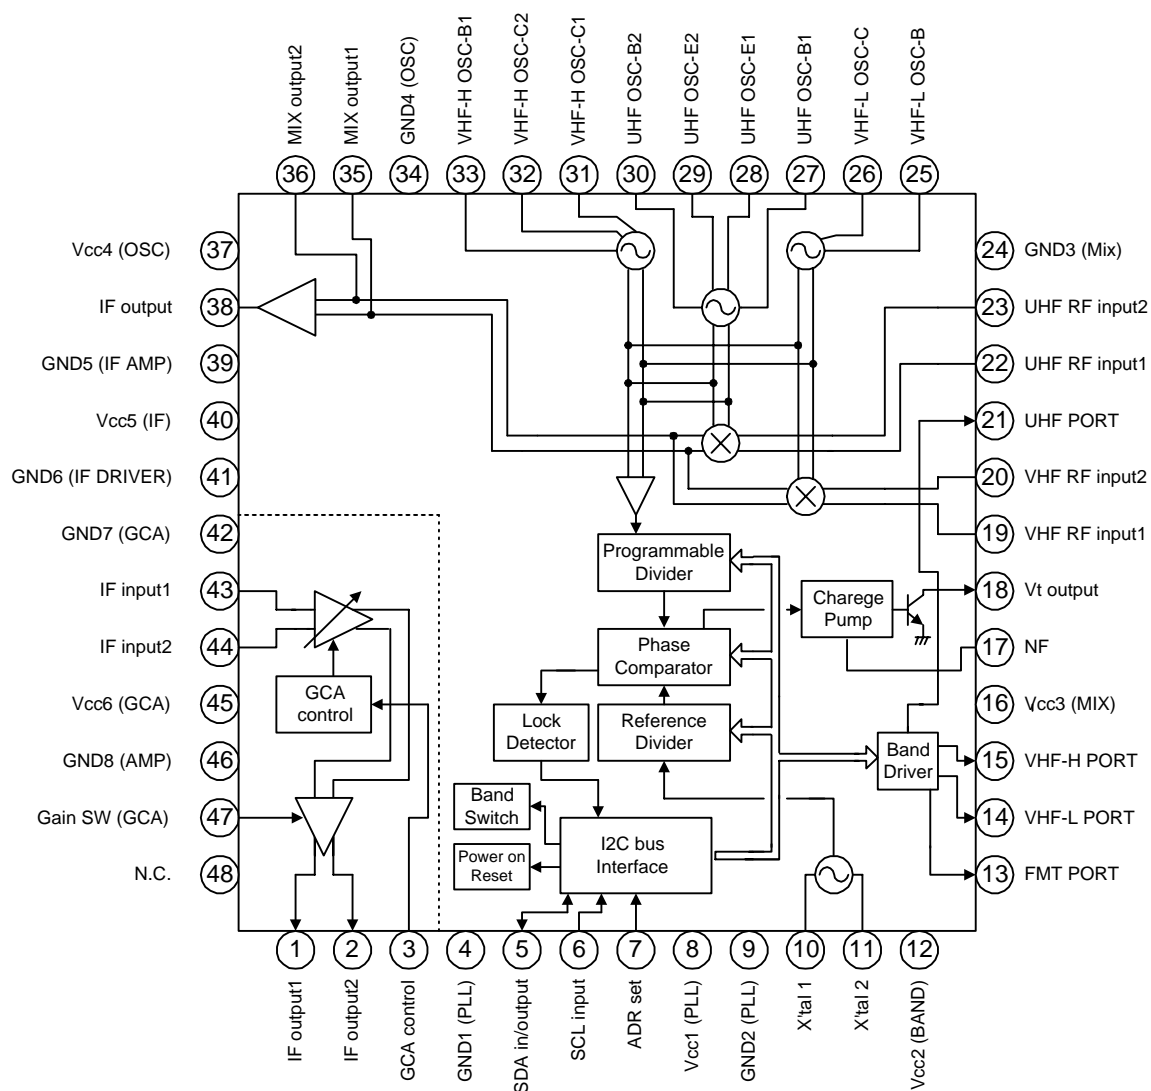 MIX output2
MIX output1
GND4 (OSC)
VHF-H OSC-B1
VHF-H OSC-C2
VHF-H OSC-C1
UHF OSC-B2
UHF OSC-E2
UHF OSC-E1
UHF OSC-B1
VHF-L OSC-C
VHF-L OSC-B
36
35
34
33
32
31
30
29
28
27
26
25
Vcc4 (OSC)
37
IF output
38
GND5 (IF AMP)
39
Vcc5 (IF)
40
GND6 (IF DRIVER)
41
GND7 (GCA)
42
IF input1
43
IF input2
44
Vcc6 (GCA)
45
GND8 (AMP)
46
Gain SW (GCA)
47
N.C.
48
24
GND3 (Mix)
23
UHF RF input2
22
UHF RF input1
21
UHF PORT
20
VHF RF input2
19
VHF RF input1
18
Vt output
17
NF
16
Vcc3 (MIX)
15
VHF-H PORT
14
VHF-L PORT
13
FMT PORT
Programmable
Divider
Charege
Pump
Phase
Comparator
GCA
control
Lock
Detector
Reference
Divider
Band
Driver
Band
Switch
I2C bus
Interface
Power on
Reset
1
2
3
4
5
6
7
8
9
10
11
12
IF output1
IF output2
GCA control
GND1 (PLL)
SDA in/output
SCL input
ADR set
Vcc1 (PLL)
GND2 (PLL)
X'tal 1
X'tal 2
Vcc2 (BAND)